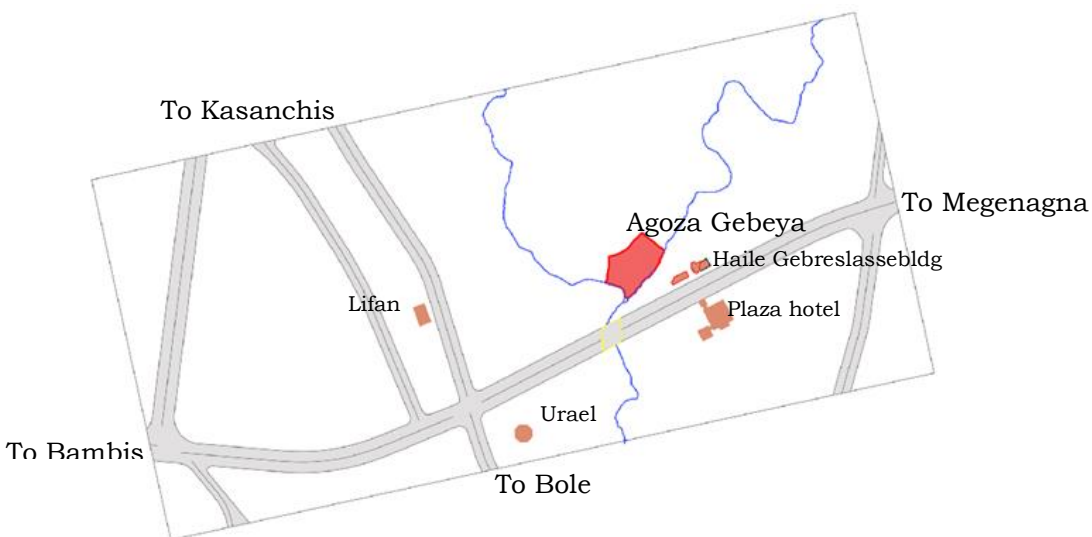 To Kasanchis
To Megenagna
Agoza Gebeya
Haile Gebreslassebldg
Lifan
Plaza hotel
Urael
To Bambis
To Bole